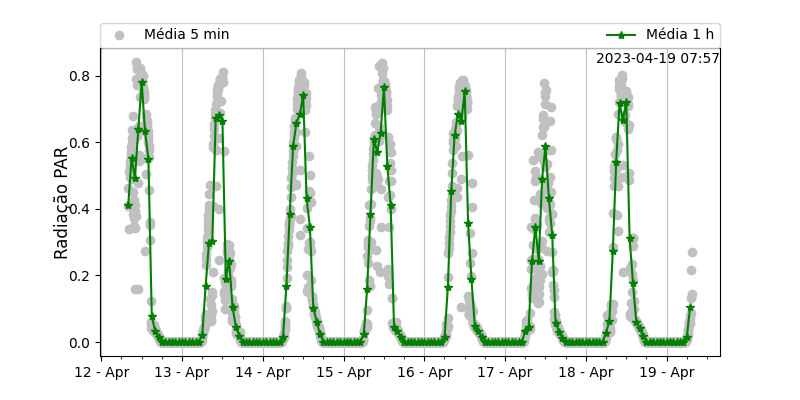 Média 5 min
Média 1 h
2023-04-19 07:57
Radiação PAR
0.8
0.6
0.4
0.2
0.0
12 - Apr
13 - Apr
14 - Apr
15 - Apr
16 - Apr
17 - Apr
18 - Apr
19 - Apr